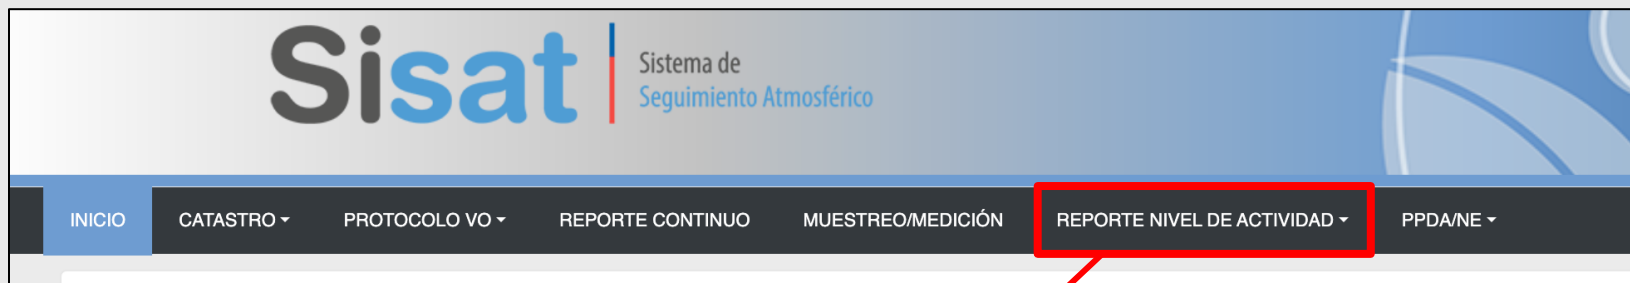 Sisat
Sistema de
Seguimiento Atmosférico
INICIO CATASTRO PROTOCOLO VO REPORTE CONTINUO MUESTREO/MEDICIÓN REPORTE NIVEL DE ACTIVIDAD PPDA/NE